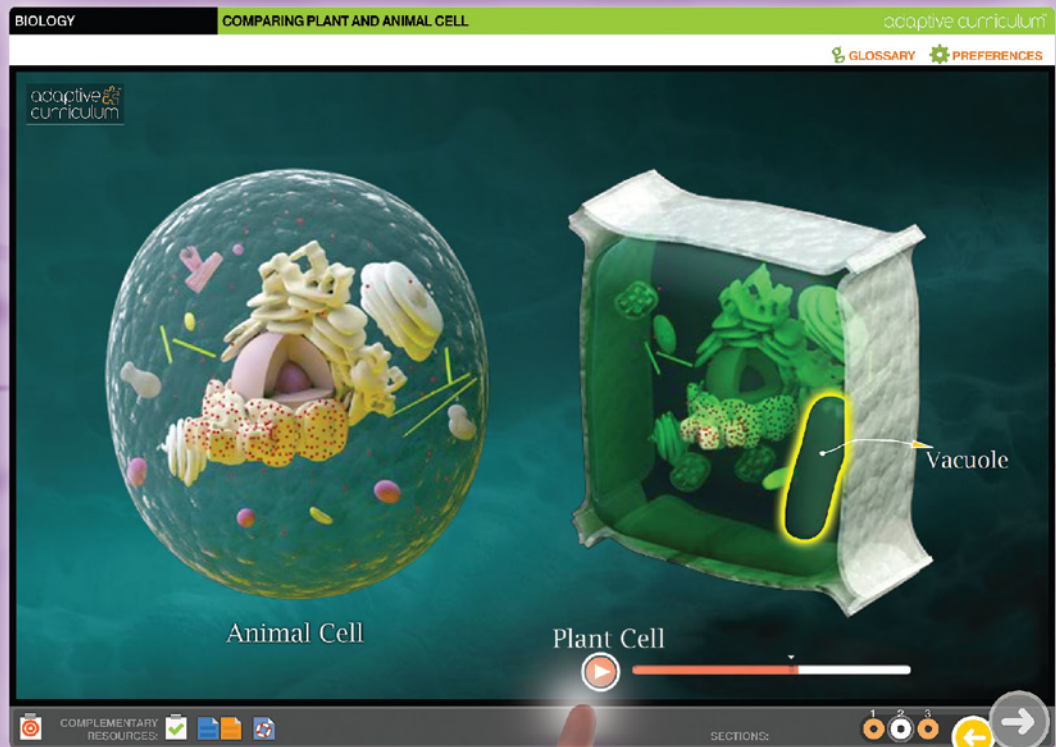 BIOLOGY
COMPARING PLANT AND ANIMAL CELL
adaptive curriculum
GLOSSARY
PREFERENCES
adaptive
curriculum
Vacuole
Animal Cell
Plant Cell
COMPLEMENTARY
RESOURCES:
SECTIONS:
1 2 3